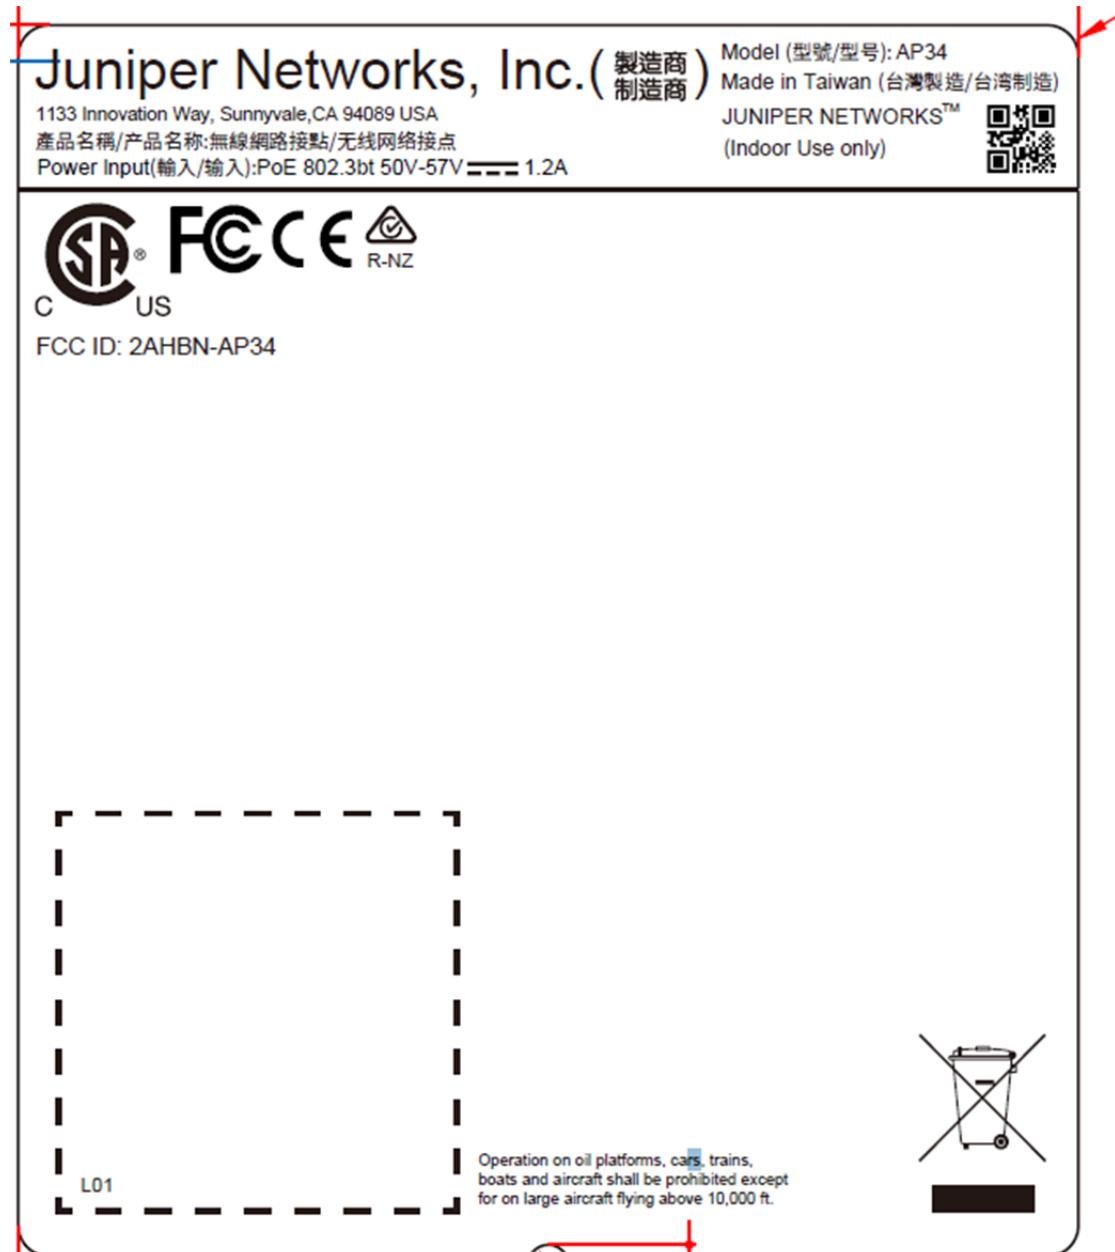 Juniper Networks, Inc.(製造商
制造商)
1133 Innovation Way, Sunnyvale,CA 94089 USA
產品名稱/产品名称:無線網路接點/无线网络接点
Power Input(輸入/输入):PoE 802.3bt 50V-57V 1.2A
Model (型號/型号): AP34
Made in Taiwan (台灣製造/台湾制造)
JUNIPER NETWORKS™
(Indoor Use only)
SA ®
C US
FC CE
R-NZ
FCC ID: 2AHBN-AP34
L01
Operation on oil platforms, cars, trains,
boats and aircraft shall be prohibited except
for on large aircraft flying above 10,000 ft.